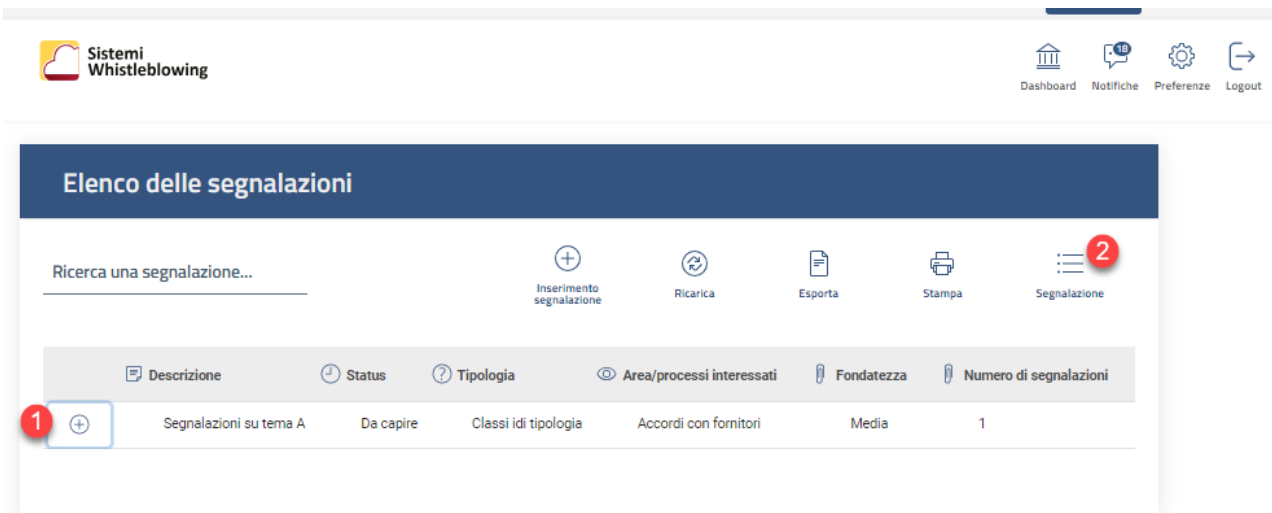 Sistemi
Whistleblowing
18
Dashboard Notifiche Preferenze Logout
Elenco delle segnalazioni
2
Ricerca una segnalazione...
Inserimento
segnalazione Ricarica Esporta Stampa Segnalazione
Descrizione Status Tipologia Area/processi interessati Fondatezza Numero di segnalazioni
1 Segnalazioni su tema A Da capire Classi idi tipologia Accordi con fornitori Media 1